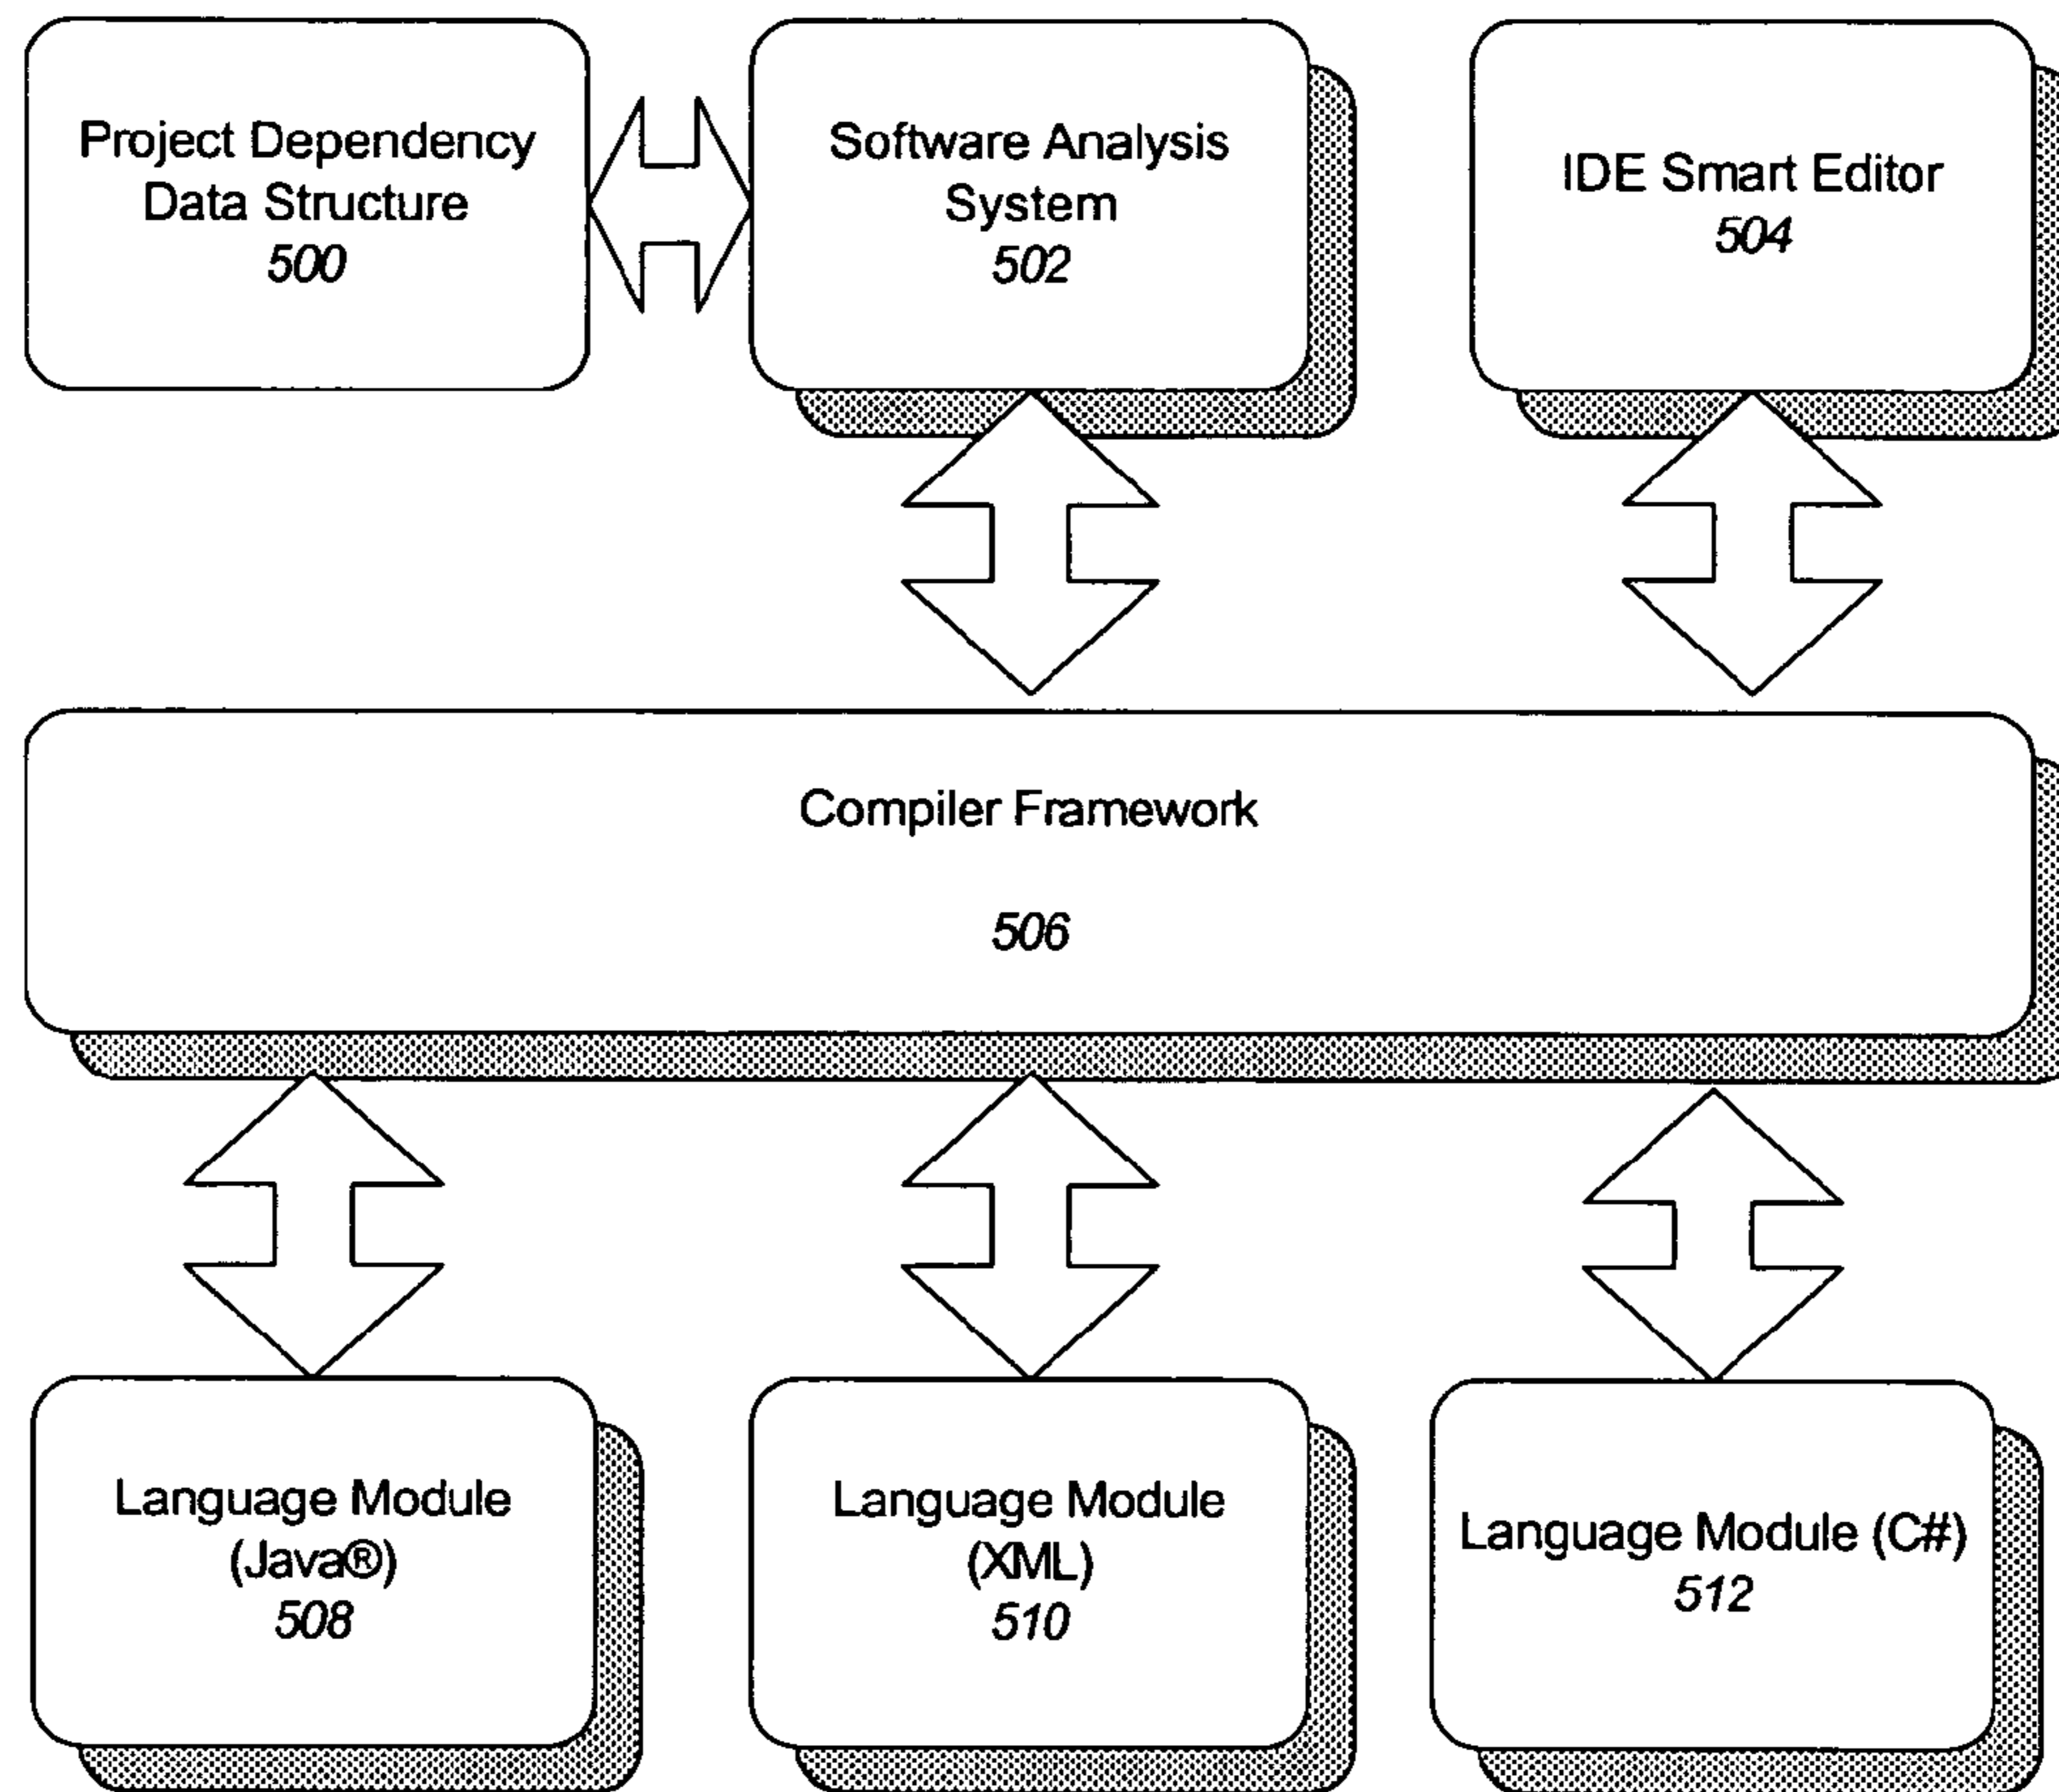 Project Dependency
Data Structure
500
Software Analysis
System
502
IDE Smart Editor
504
Compiler Framework
506
Language Module
(Java®)
508
Language Module
(XML)
510
Language Module (C#)
512